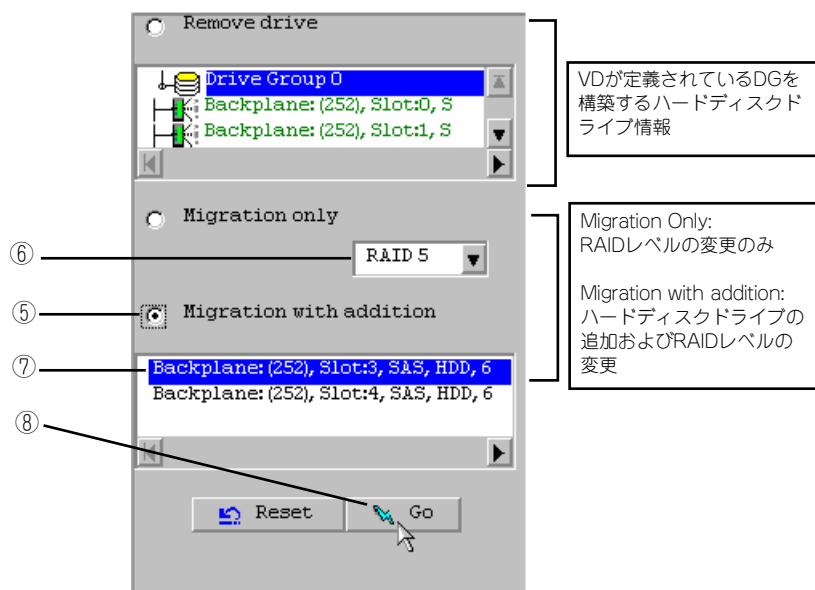 Remove drive
Drive Group 0
Backplane: (252), Slot:0, S
Backplane: (252), Slot:1, S
VDが定義されているDGを
構築するハードディスクド
ライブ情報
Migration only
⑥
RAID 5
⑤
Migration with addition
Migration Only:
RAIDレベルの変更のみ
Migration with addition:
ハードディスクドライブの
追加およびRAIDレベルの
変更
⑦
Backplane: (252), Slot:3, SAS, HDD, 6
Backplane: (252), Slot:4, SAS, HDD, 6
⑧
Reset
Go